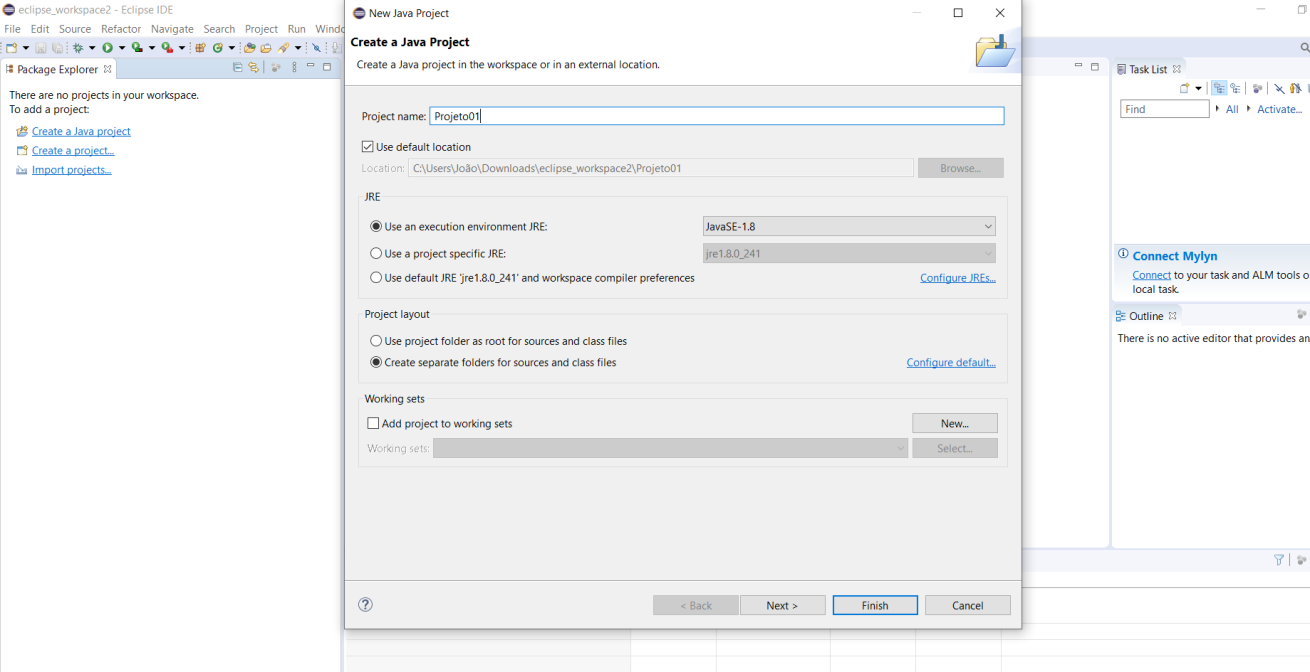 eclipse_workspace2 - Eclipse IDE
File Edit Source Refactor Navigate Search Project Run
Package Explorer
There are no projects in your workspace.
To add a project:
Create a Java project
Create a project...
Import projects...
New Java Project
Create a Java Project
Create a Java project in the workspace or in an external location.
Project name: Projeto01
Use default location
Location: C:\Users\João\Downloads\eclipse_workspace2\Projeto01 Browse...
JRE
Use an execution environment JRE: JavaSE-1.8
Use a project specific JRE: jre1.8.0_241
Use default JRE 'jre1.8.0_241' and workspace compiler preferences Configure JREs...
Project layout
Use project folder as root for sources and class files
Create separate folders for sources and class files Configure default...
Working sets
Add project to working sets New...
Working sets: Select...
< Back Next > Finish Cancel
Task List
Find All Activate...
Connect Mylyn
Connect to your task and ALM tools o
local task.
Outline
There is no active editor that provides an